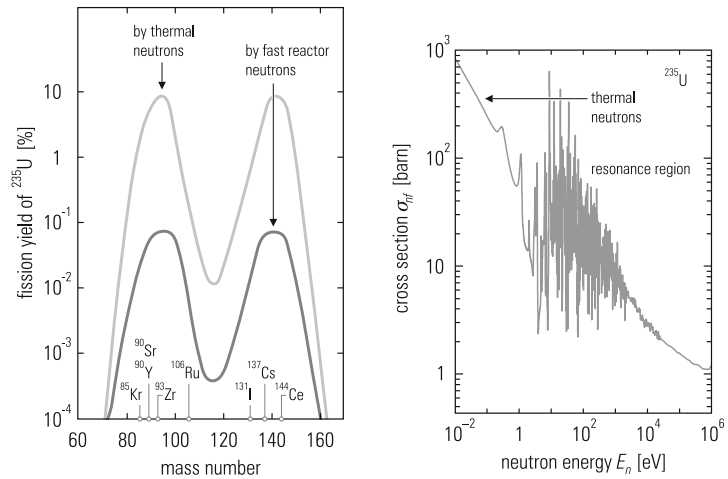 by thermal
neutrons
by fast reactor
neutrons
fission yield of ²³⁵U [%]
10
1
10⁻¹
10⁻²
10⁻³
10⁻⁴
⁹⁰Sr
⁹⁰Y
¹⁰⁶Ru
¹³⁷Cs
⁸⁵Kr
⁹³Zr
¹³¹I
¹⁴⁴Ce
60
80
100
120
140
160
mass number
cross section σₙf [barn]
10³
10²
10
1
²³⁵U
thermal
neutrons
resonance region
10⁻²
1
10²
10⁴
10⁶
neutron energy Eₙ [eV]